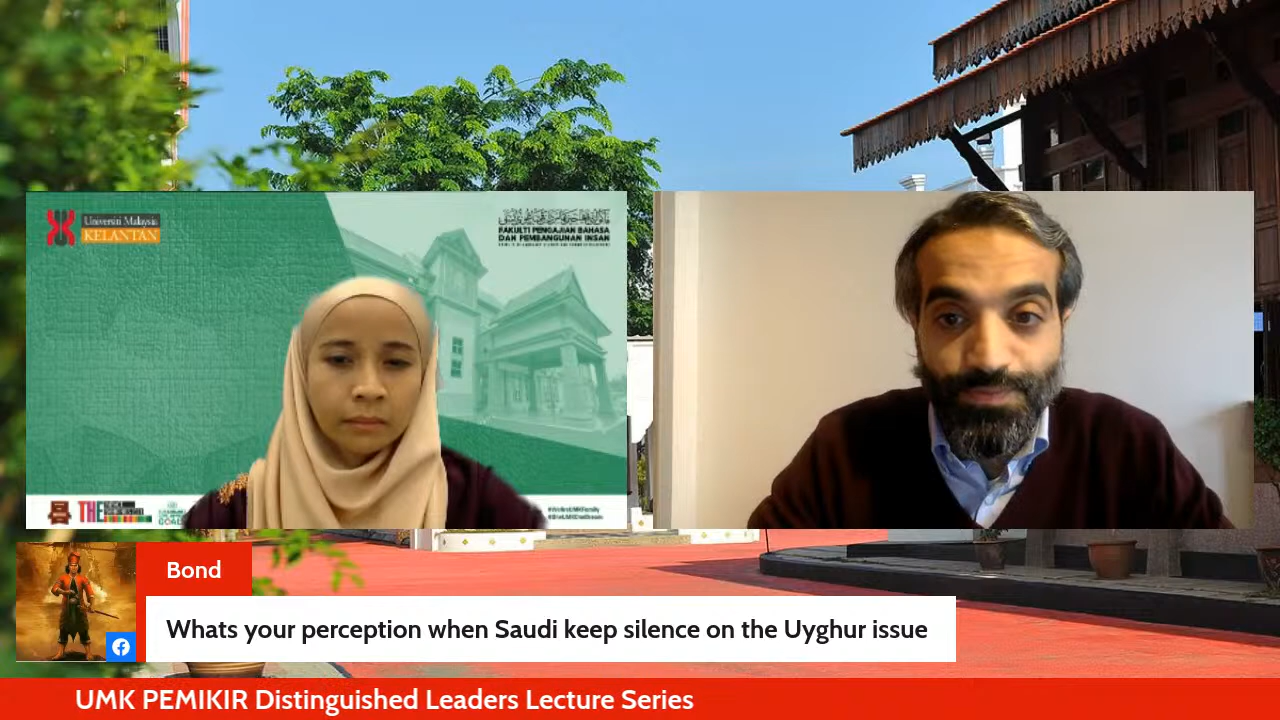 Universiti Malaysia
KELANTAN
FAKULTI PENGAJIAN BAHASA
DAN PEMBANGUNAN INSAN
THE
Bond
Whats your perception when Saudi keep silence on the Uyghur issue
UMK PEMIKIR Distinguished Leaders Lecture Series